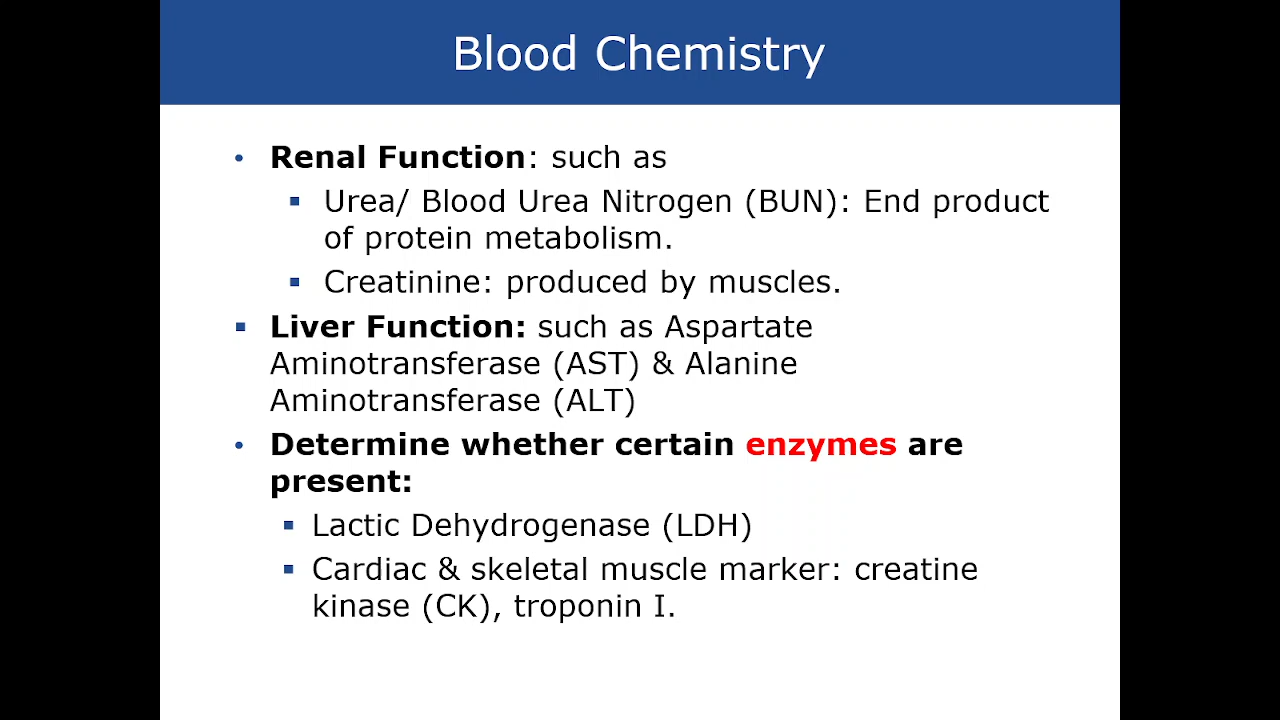 Blood Chemistry
• Renal Function: such as
▪ Urea/ Blood Urea Nitrogen (BUN): End product
of protein metabolism.
▪ Creatinine: produced by muscles.
▪ Liver Function: such as Aspartate
Aminotransferase (AST) & Alanine
Aminotransferase (ALT)
• Determine whether certain enzymes are
present:
▪ Lactic Dehydrogenase (LDH)
▪ Cardiac & skeletal muscle marker: creatine
kinase (CK), troponin I.